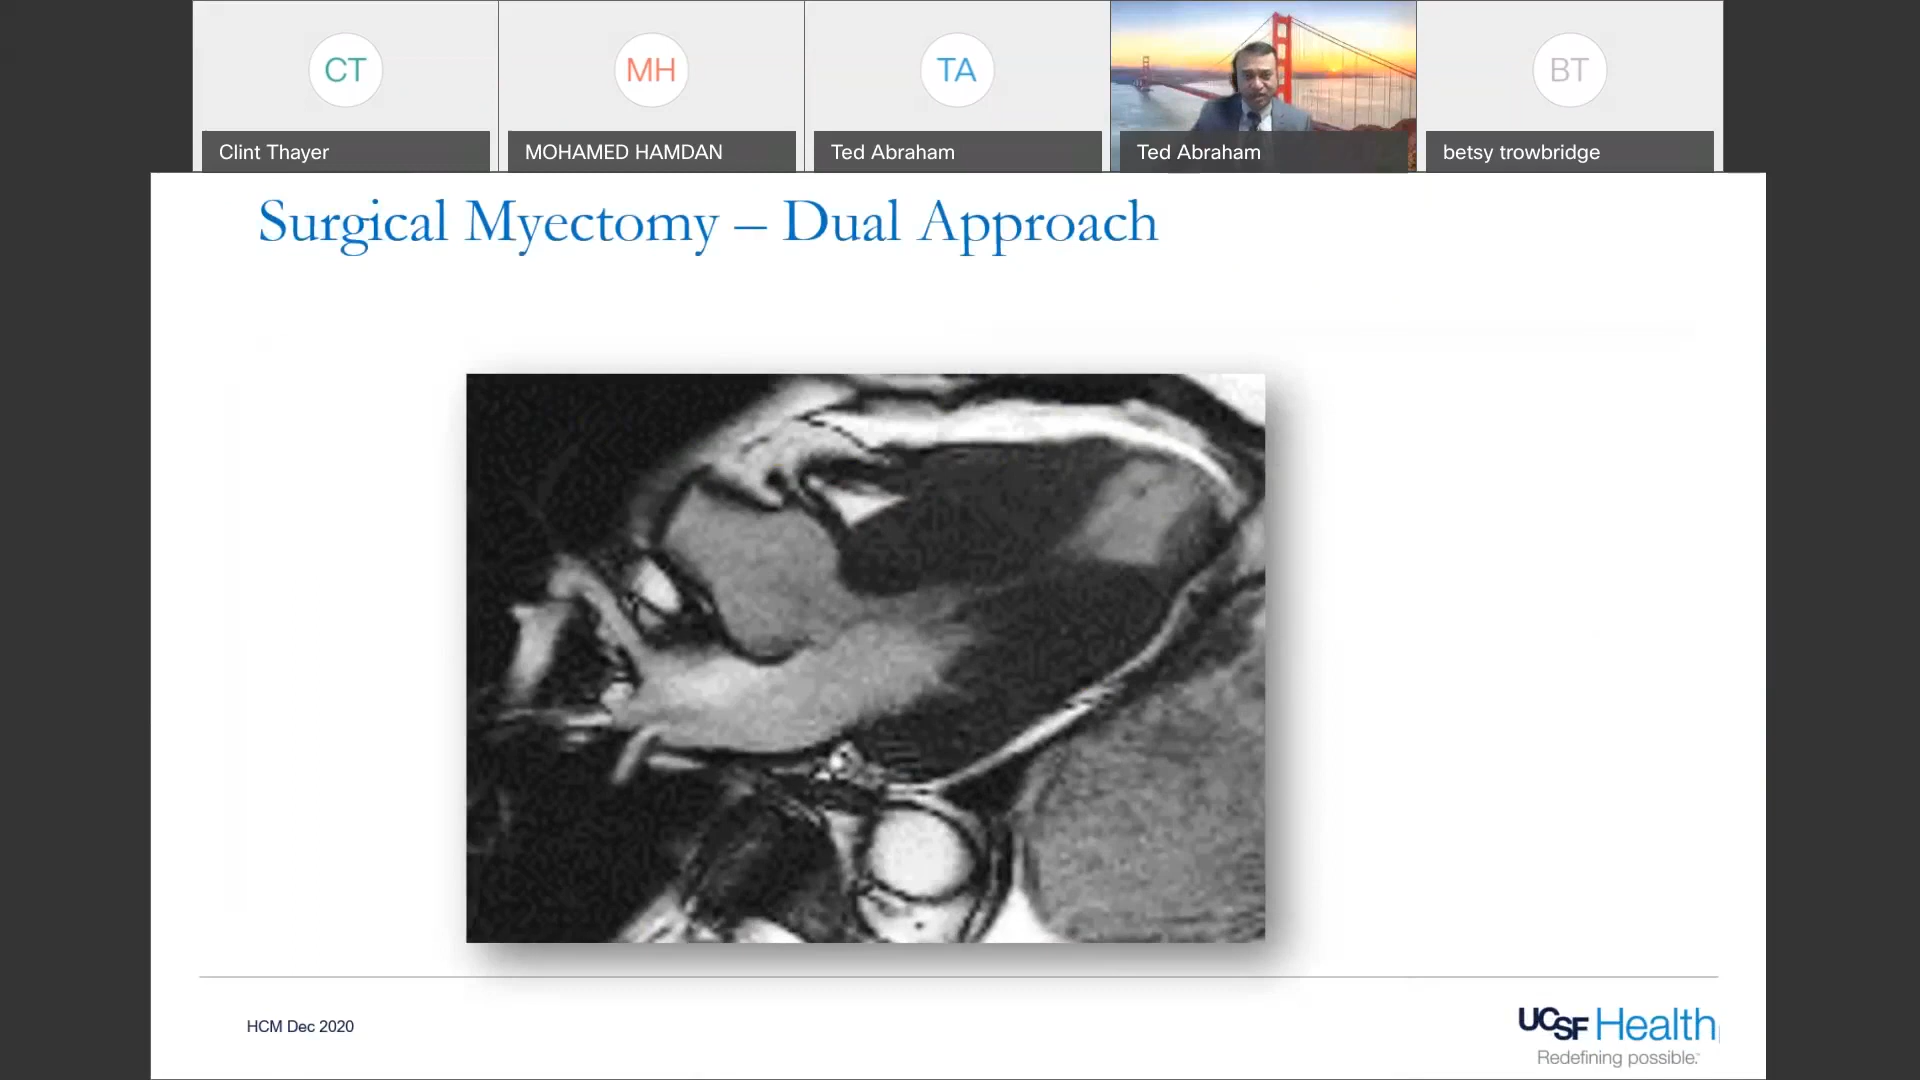 CT
MH
TA
BT
Clint Thayer
MOHAMED HAMDAN
Ted Abraham
Ted Abraham
betsy trowbridge
Surgical Myectomy – Dual Approach
HCM Dec 2020
UCSF Health
Redefining possible.™